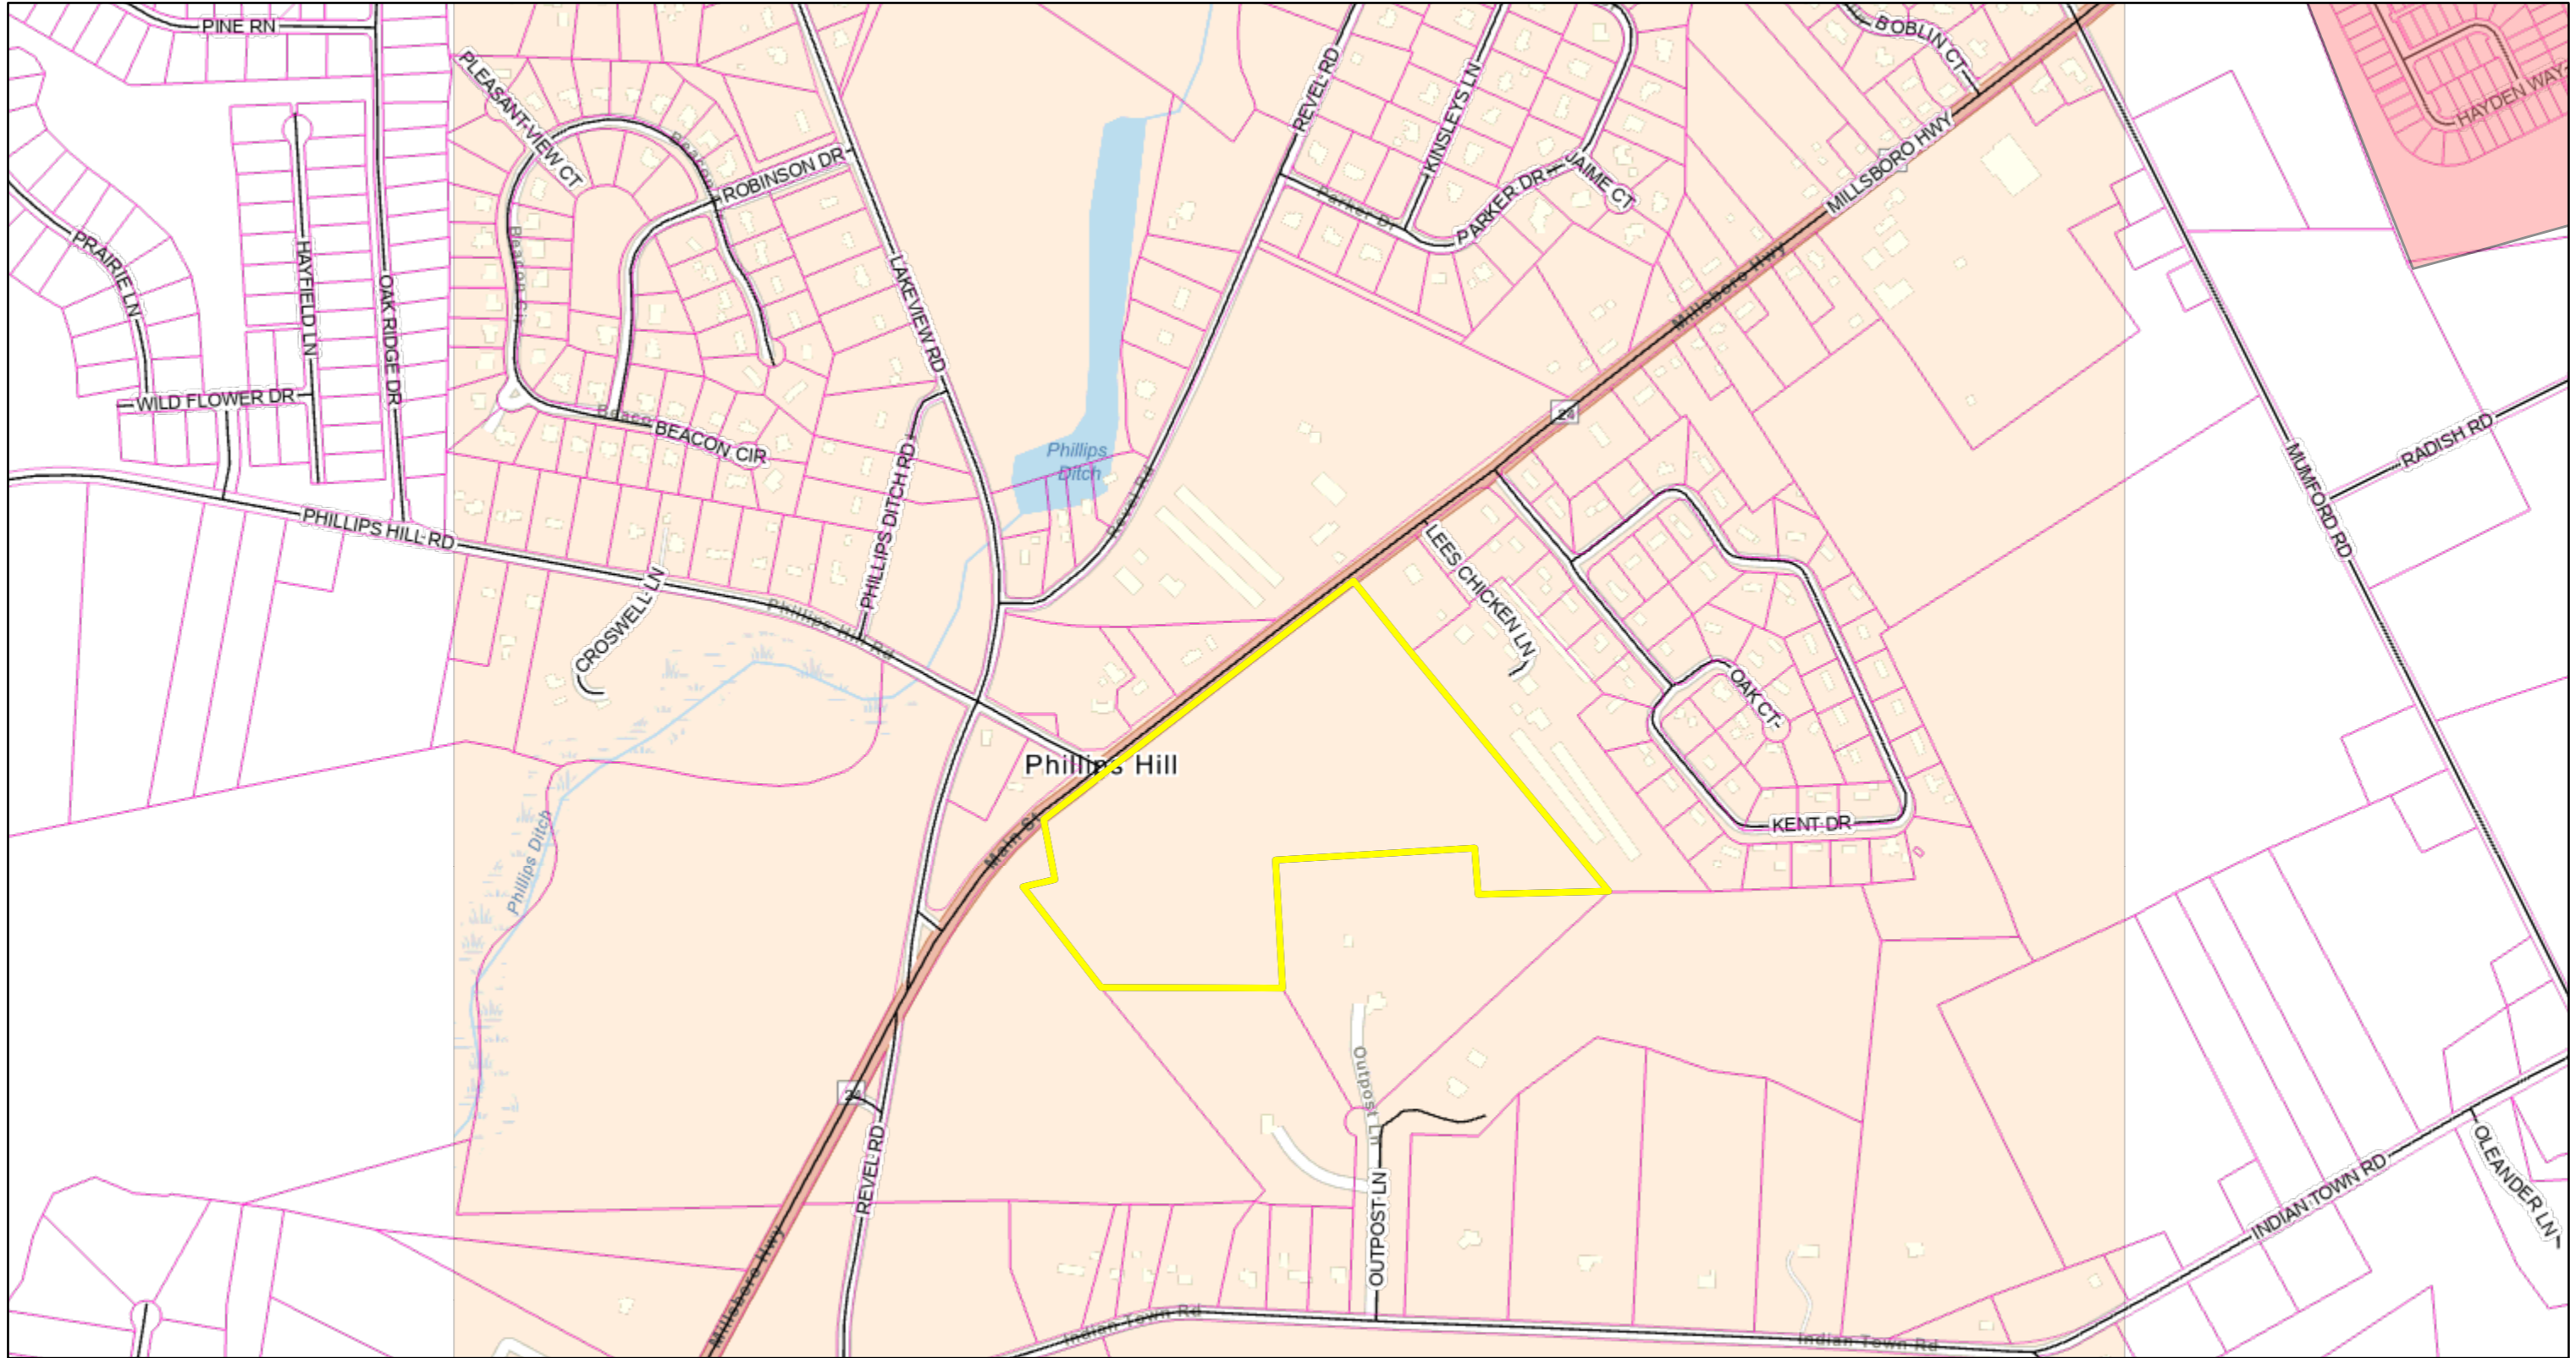 PINE RN
BOBLIN CT
HAYDEN WAY
PLEASANT VIEW CT
REVEL RD
KINSLEYS LN
ROBINSON DR
JAIME CT
MILLSBORO HWY
Parker Dr
PARKER DR
PRAIRIE LN
HAYFIELD LN
OAK RIDGE DR
Beacon Cir
LAKEVIEW RD
Millsboro Hwy
WILD FLOWER DR
BEACON CIR
24
RADISH RD
Phillips
Ditch
MUMFORD RD
PHILLIPS HILL RD
PHILLIPS DITCH RD
Revel Rd
LEES CHICKEN LN
CROSWELL LN
Phillips Hill Rd
OAK CT
Phillips Hill
KENT DR
Main St
Phillips Ditch
Outpost Ln
24
REVEL RD
OUTPOST LN
INDIAN TOWN RD
OLEANDER LN
Millsboro Hwy
Indian Town Rd
Indian Town Rd